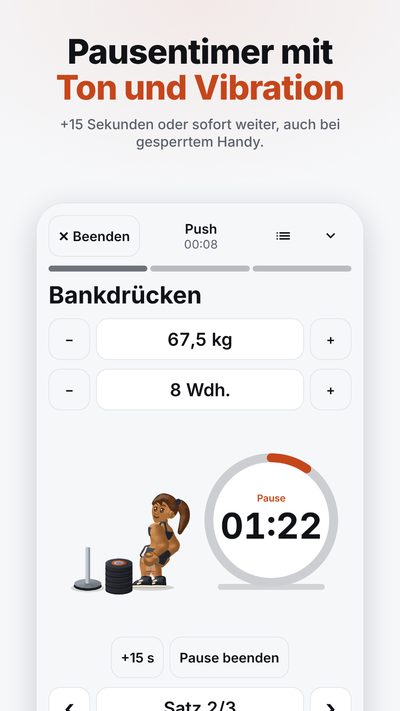 Pausentimer mit
Ton und Vibration
+15 Sekunden oder sofort weiter, auch bei
gesperrtem Handy.
✕ Beenden
Push
00:08
Bankdrücken
− 67,5 kg +
− 8 Wdh. +
Pause
01:22
+15 s
Pause beenden
‹ Satz 2/3 ›